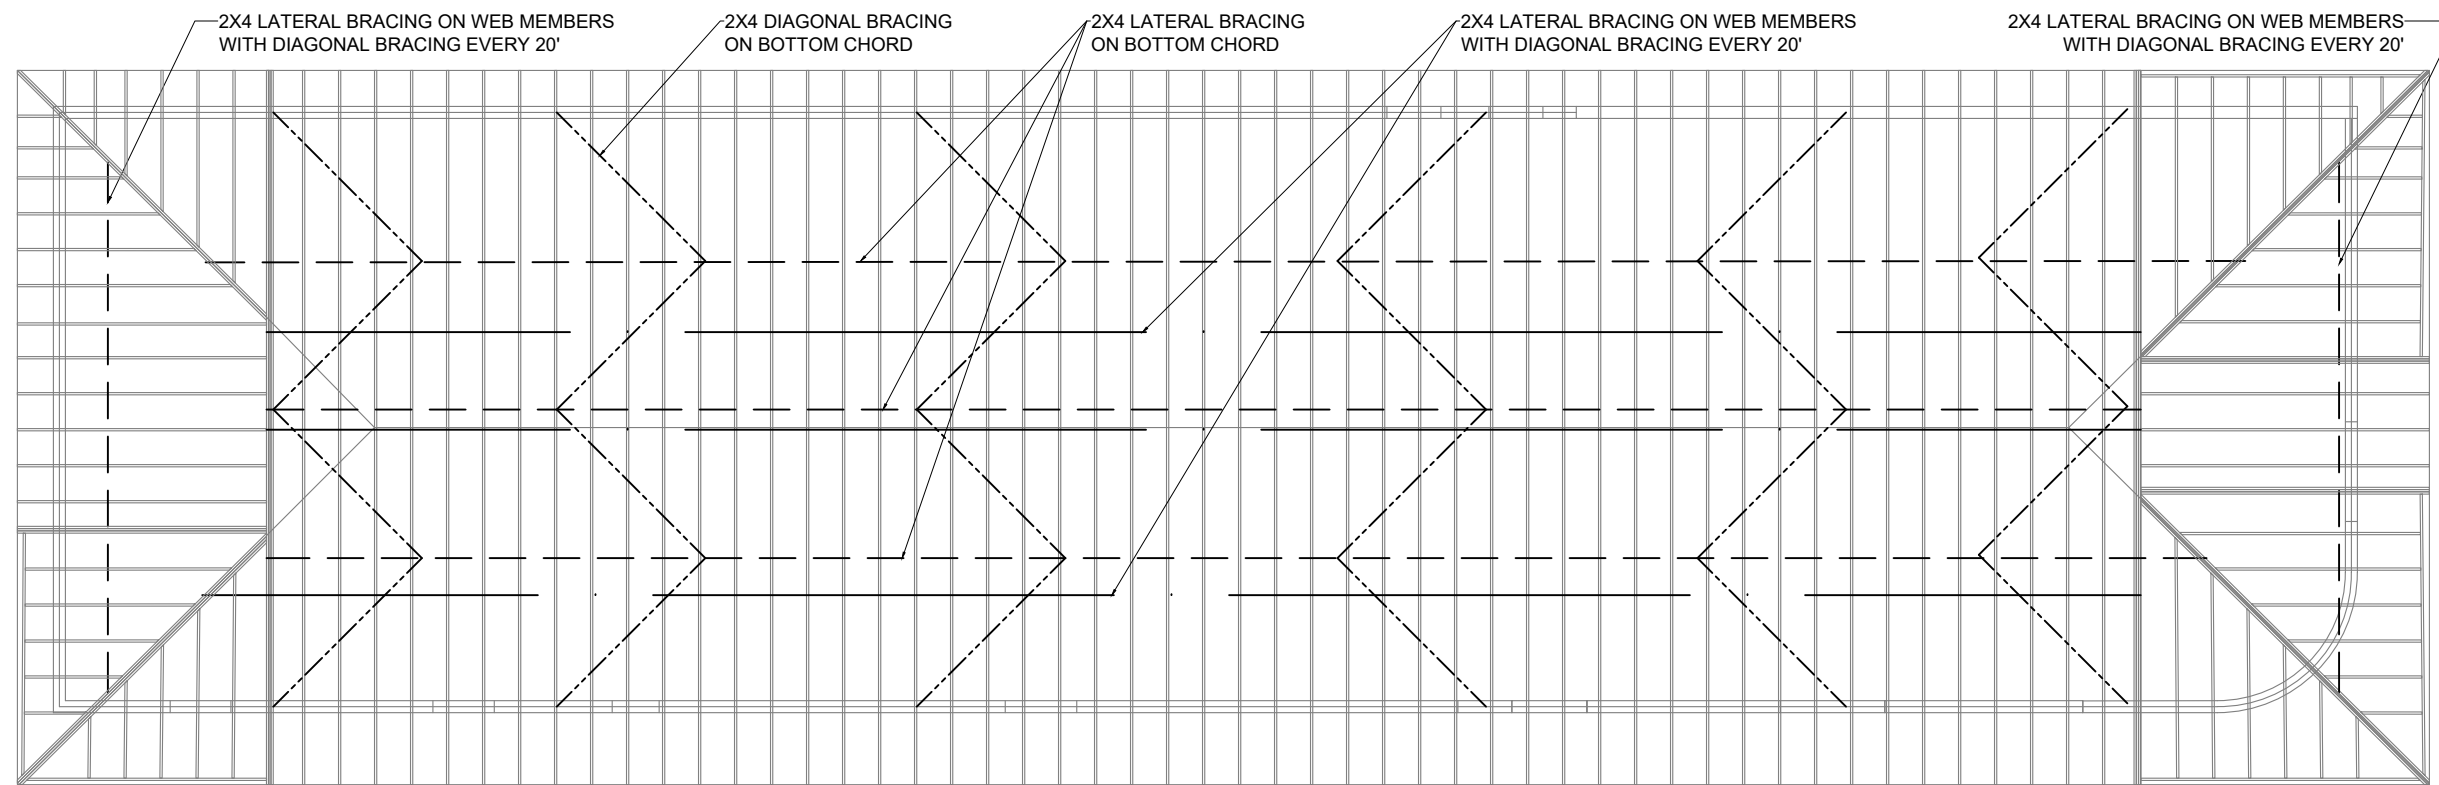 2X4 LATERAL BRACING ON WEB MEMBERS
WITH DIAGONAL BRACING EVERY 20'
2X4 DIAGONAL BRACING
ON BOTTOM CHORD
2X4 LATERAL BRACING
ON BOTTOM CHORD
2X4 LATERAL BRACING ON WEB MEMBERS
WITH DIAGONAL BRACING EVERY 20'
2X4 LATERAL BRACING ON WEB MEMBERS
WITH DIAGONAL BRACING EVERY 20'